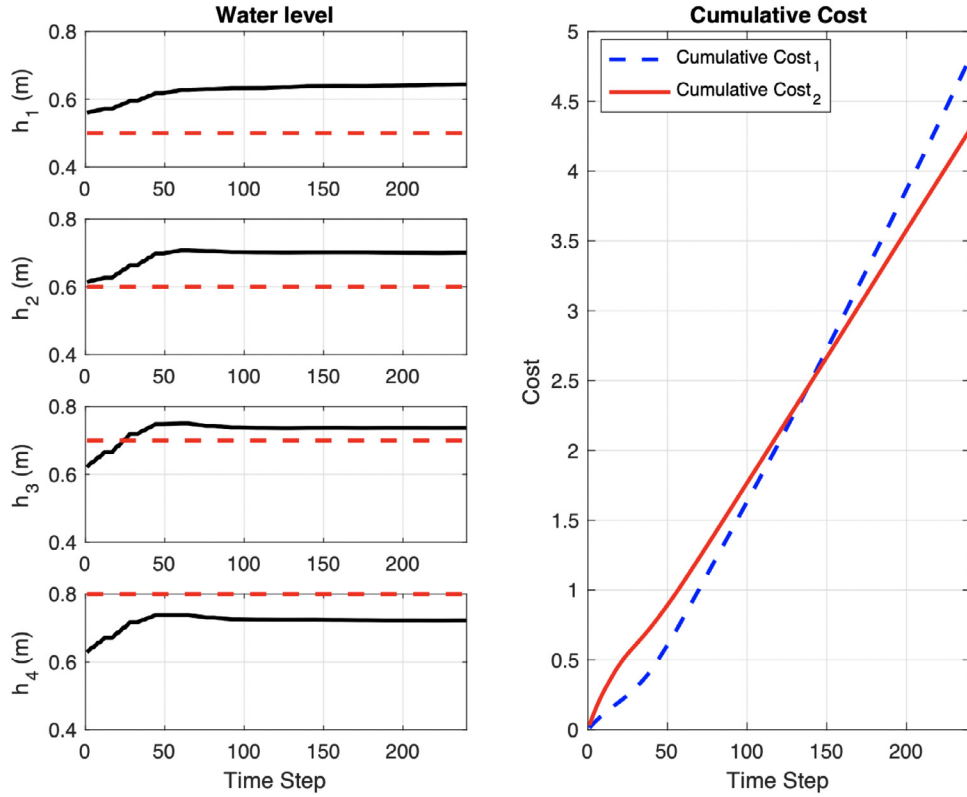 Water level
0.8
0.6
0.4
h1 (m)
0 50 100 150 200
0.8
0.6
0.4
h2 (m)
0 50 100 150 200
0.8
0.6
0.4
h3 (m)
0 50 100 150 200
0.8
0.6
0.4
h4 (m)
0 50 100 150 200
Time Step
Cumulative Cost
Cumulative Cost1
Cumulative Cost2
5
4.5
4
3.5
3
2.5
2
1.5
1
0.5
0
Cost
0 50 100 150 200
Time Step